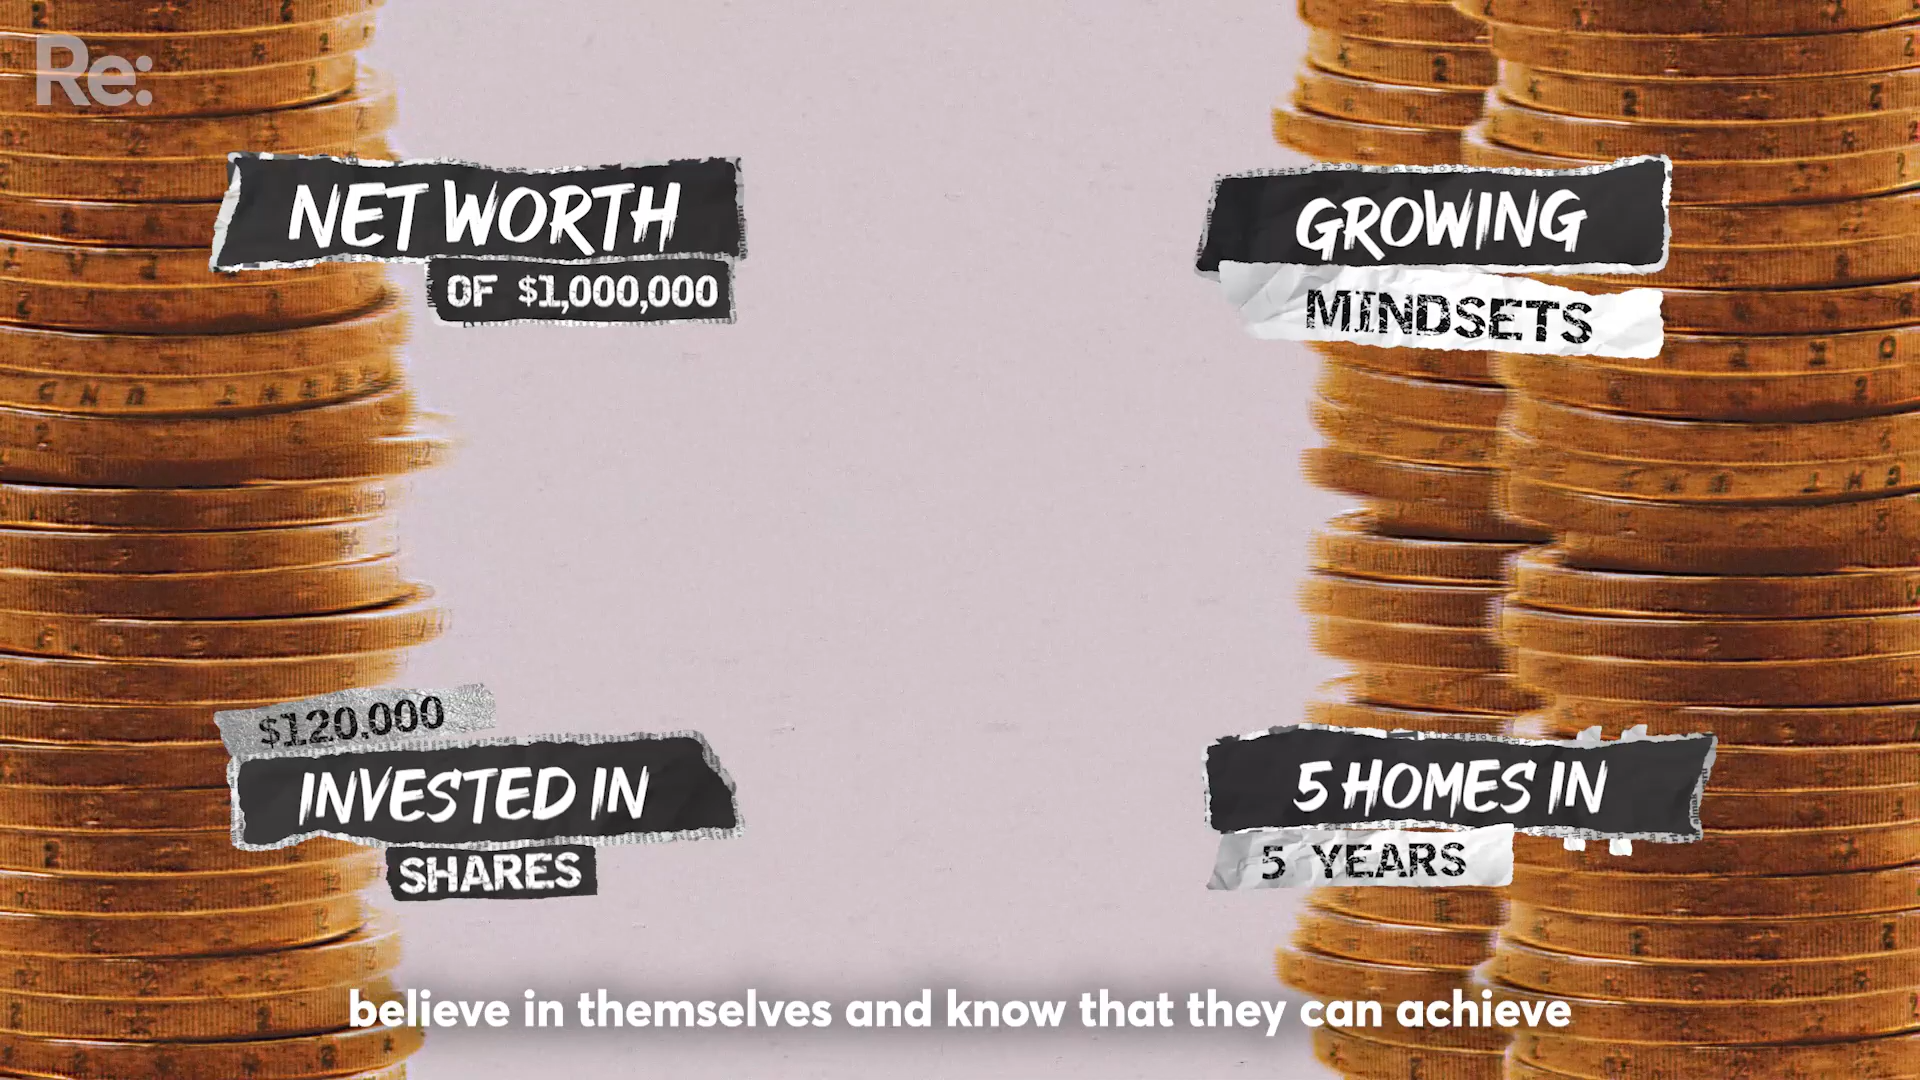 Re:
NET WORTH
OF $1,000,000
GROWING
MINDSETS
$120,000
INVESTED IN
SHARES
5 HOMES IN
5 YEARS
believe in themselves and know that they can achieve